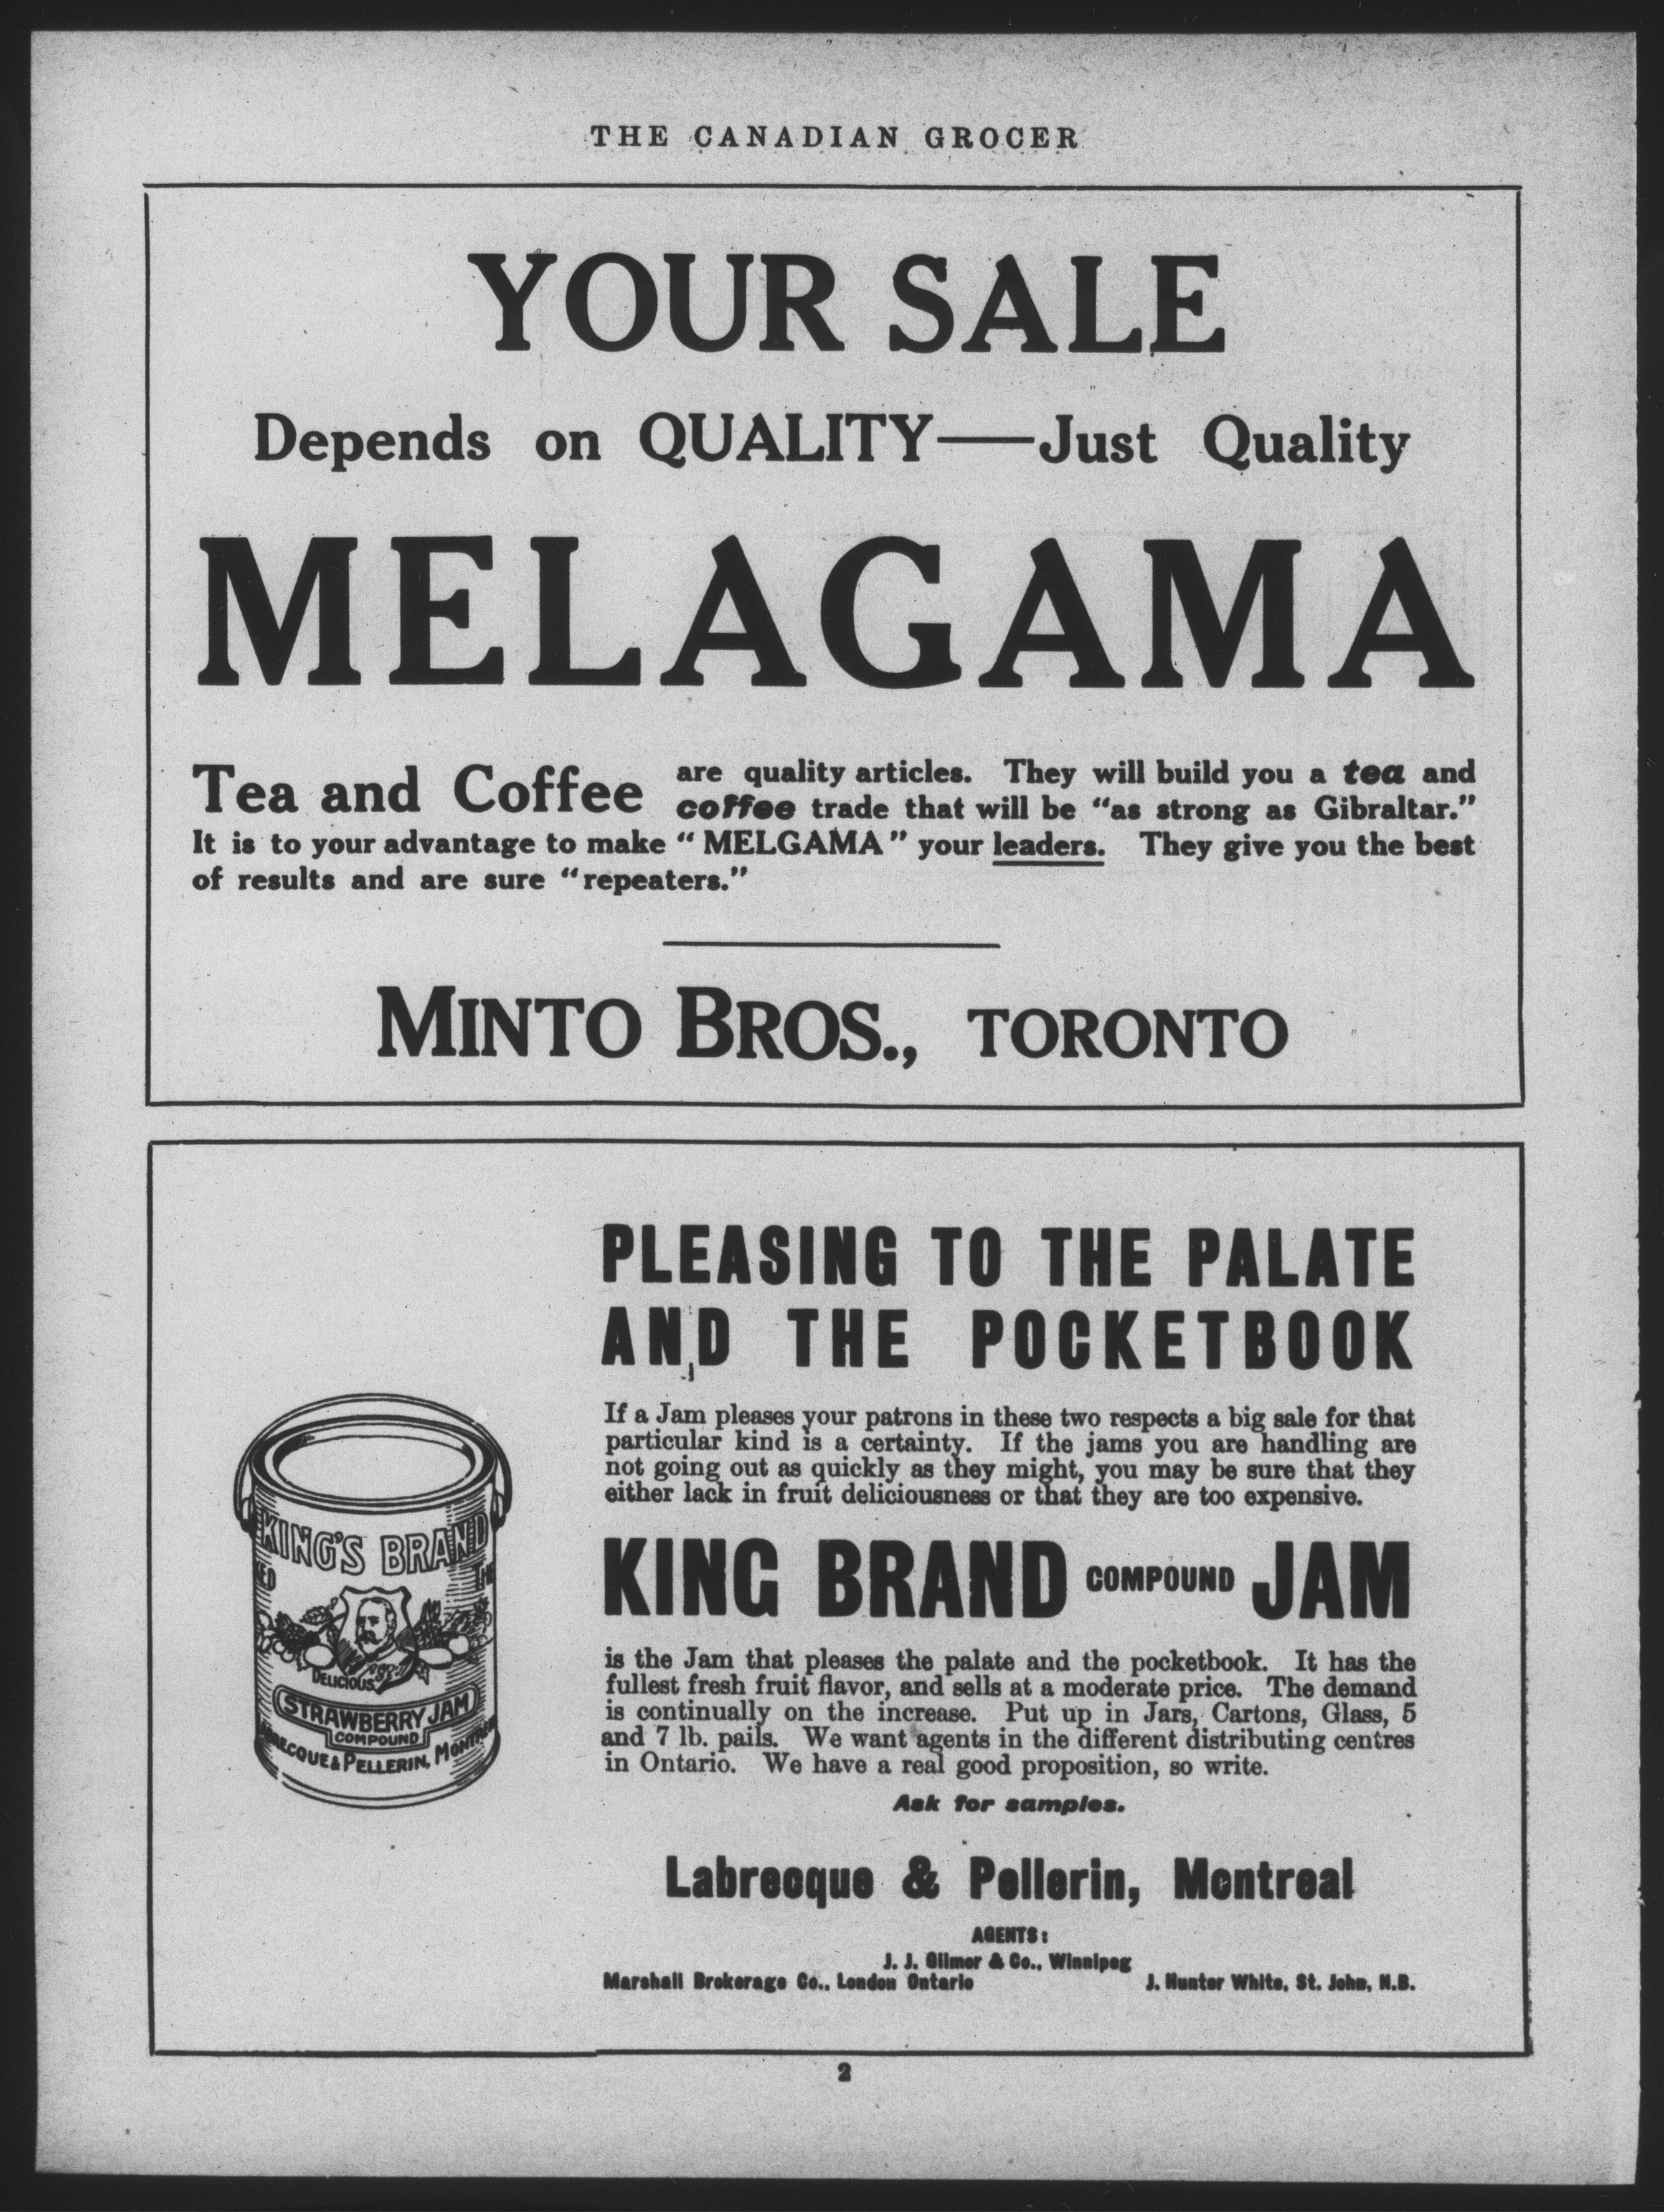 THE CANADIAN GROCER
YOUR SALE
Depends on QUALITY—Just Quality
MELAGAMA
Tea and Coffee are quality articles. They will build you a tea and
coffee trade that will be "as strong as Gibraltar."
It is to your advantage to make "MELGAMA" your leaders. They give you the best
of results and are sure "repeaters."
MINTO BROS., TORONTO
PLEASING TO THE PALATE
AND THE POCKETBOOK
If a Jam pleases your patrons in these two respects a big sale for that
particular kind is a certainty. If the jams you are handling are
not going out as quickly as they might, you may be sure that they
either lack in fruit deliciousness or that they are too expensive.
KING BRAND COMPOUND JAM
is the Jam that pleases the palate and the pocketbook. It has the
fullest fresh fruit flavor, and sells at a moderate price. The demand
is continually on the increase. Put up in Jars, Cartons, Glass, 5
and 7 lb. pails. We want agents in the different distributing centres
in Ontario. We have a real good proposition, so write.
Ask for samples.
Labrecque & Pellerin, Montreal
AGENTS:
J. J. Gilmor & Co., Winnipeg
Marshall Brokerage Co., London Ontario J. Hunter White, St. John, N.B.
KING'S BRAND
DELICIOUS
STRAWBERRY JAM
COMPOUND
& PELLERIN,
2